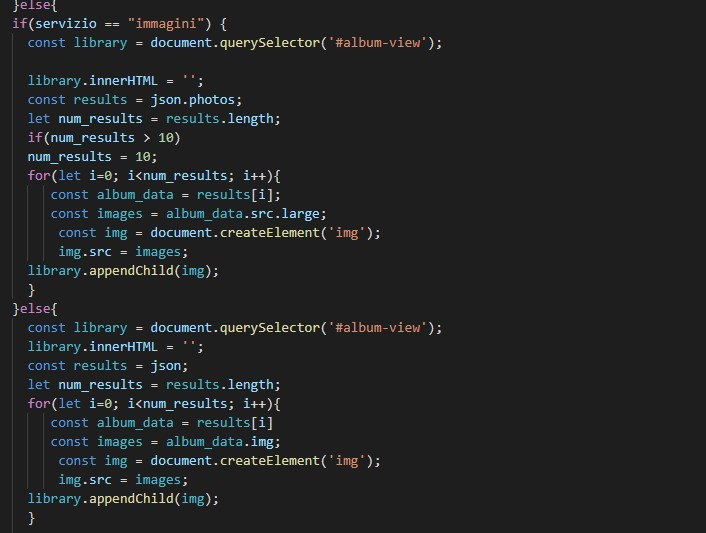 }else{
if(servizio == "immagini") {
const library = document.querySelector('#album-view');
library.innerHTML = '';
const results = json.photos;
let num_results = results.length;
if(num_results > 10)
num_results = 10;
for(let i=0; i<num_results; i++){
const album_data = results[i];
const images = album_data.src.large;
const img = document.createElement('img');
img.src = images;
library.appendChild(img);
}
}else{
const library = document.querySelector('#album-view');
library.innerHTML = '';
const results = json;
let num_results = results.length;
for(let i=0; i<num_results; i++){
const album_data = results[i]
const images = album_data.img;
const img = document.createElement('img');
img.src = images;
library.appendChild(img);
}